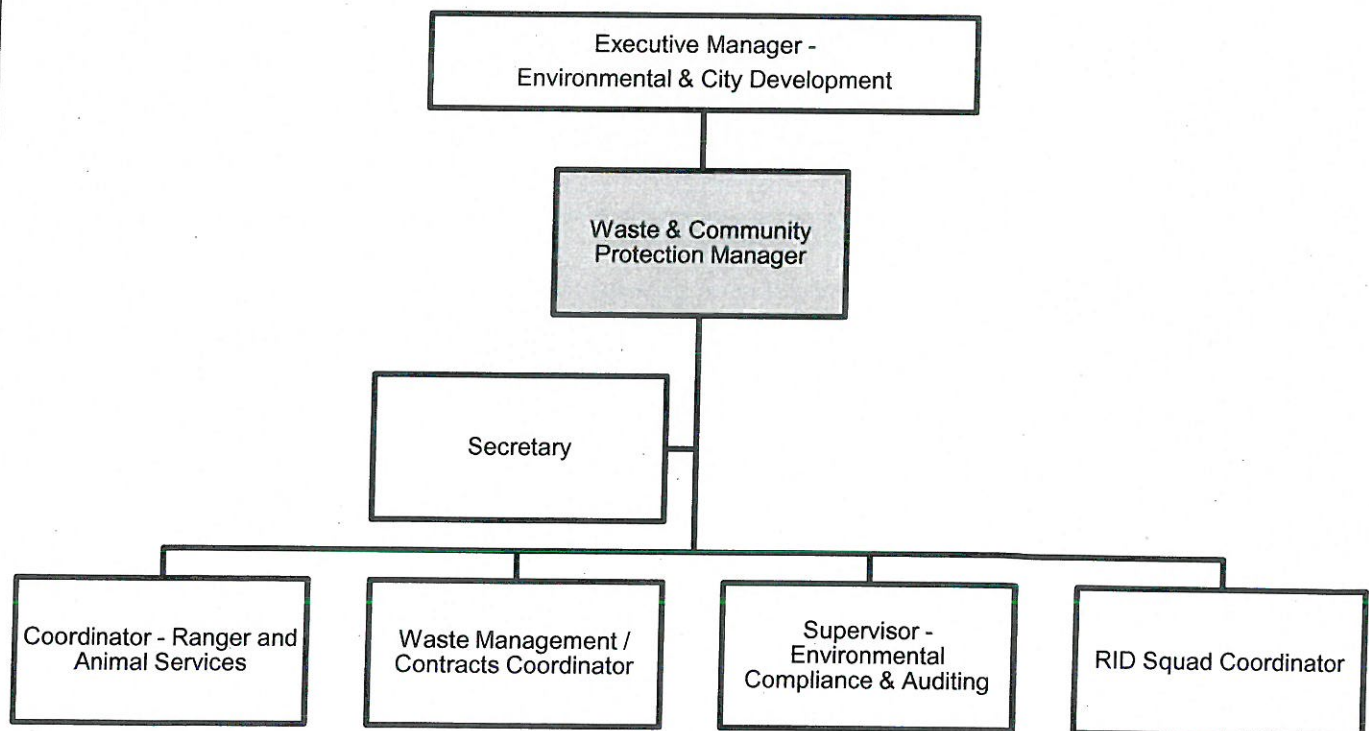 Executive Manager -
Environmental & City Development
Waste & Community
Protection Manager
Secretary
Coordinator - Ranger and
Animal Services
Waste Management /
Contracts Coordinator
Supervisor -
Environmental
Compliance & Auditing
RID Squad Coordinator